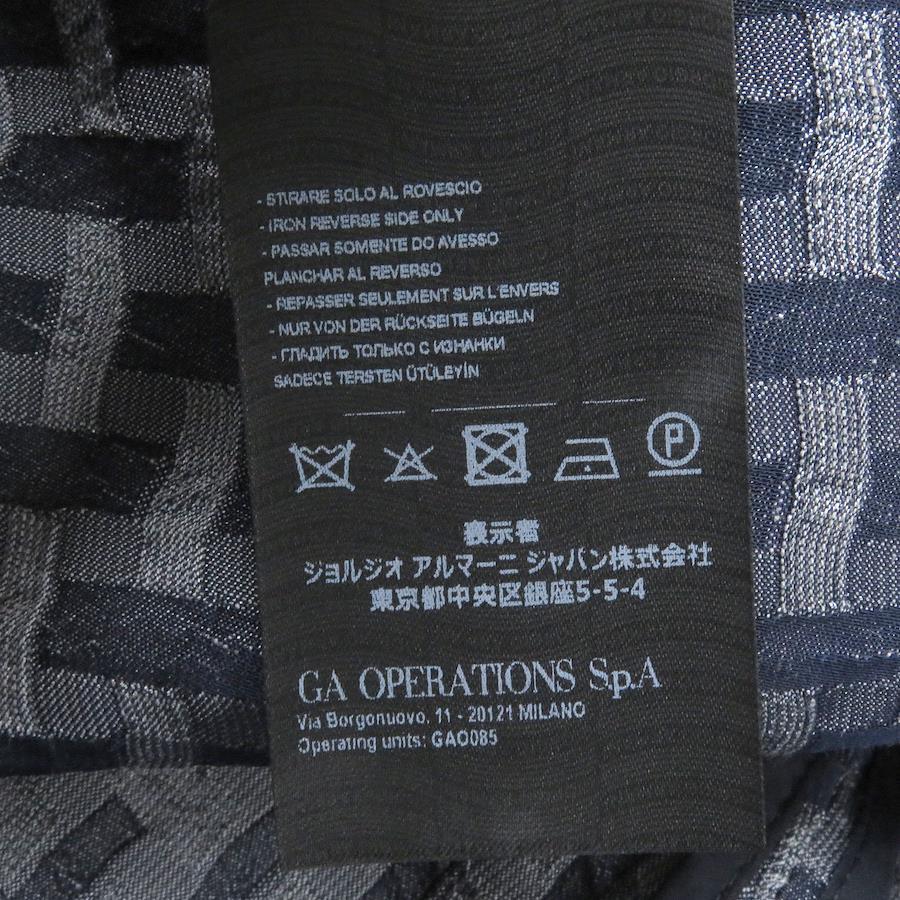 - STIRARE SOLO AL ROVESCIO
- IRON REVERSE SIDE ONLY
- PASSAR SOMENTE DO AVESSO
PLANCHAR AL REVERSO
- REPASSER SEULEMENT SUR L'ENVERS
- NUR VON DER RÜCKSEITE BÜGELN
- ГЛАДИТЬ ТОЛЬКО С ИЗНАНКИ
SADECE TERSTEN ÜTÜLEYİN
P
表示者
ジョルジオ アルマーニ ジャパン株式会社
東京都中央区銀座5-5-4
GA OPERATIONS SpA
Via Borgonuovo, 11 - 20121 MILANO
Operating units: GAO085